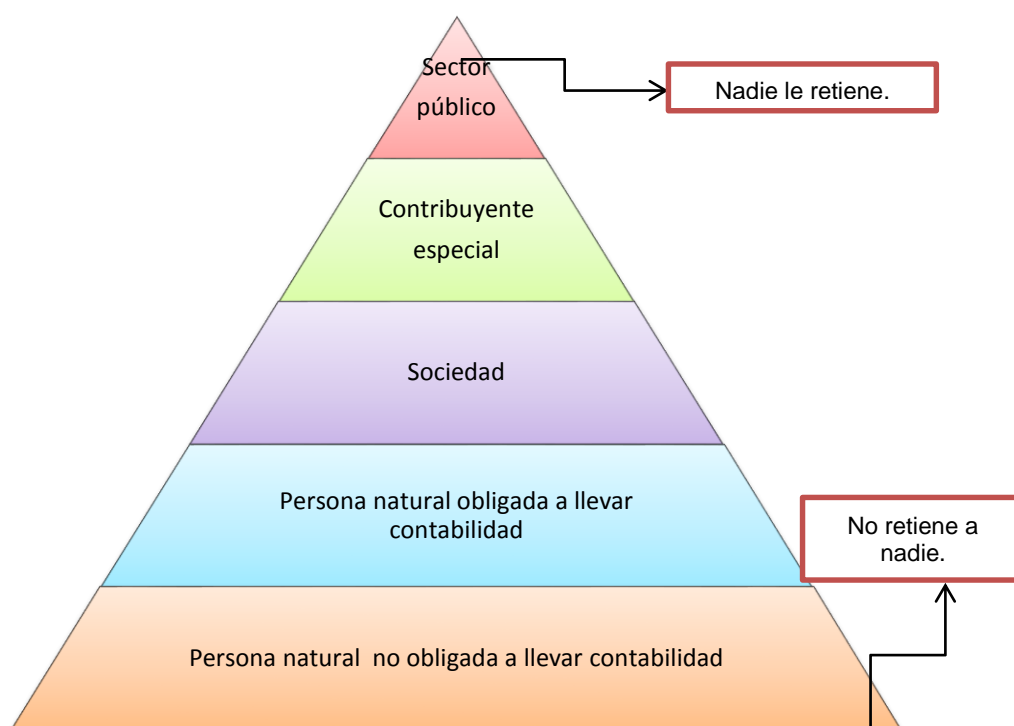 Sector
público
Nadie le retiene.
Contribuyente
especial
Sociedad
Persona natural obligada a llevar
contabilidad
No retiene a
nadie.
Persona natural  no obligada a llevar contabilidad